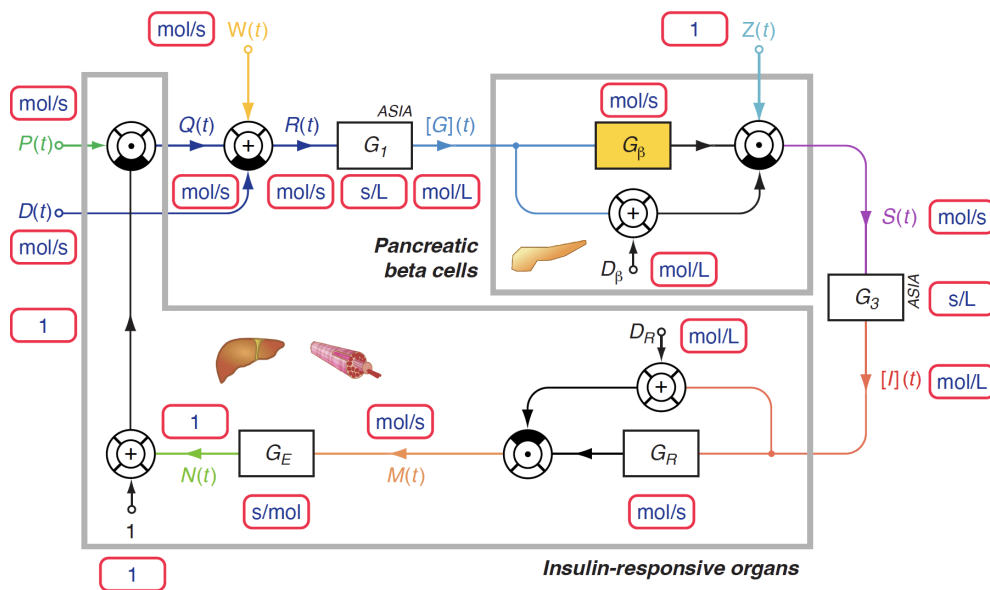 mol/s W(t) 1 Z(t)
mol/s mol/s
P(t) Q(t) R(t) ASIA [G](t)
+ G1 Gβ
mol/s mol/s s/L mol/L
D(t) + S(t) mol/s
mol/s
Pancreatic
beta cells
Dβ mol/L
G3 ASIA s/L
1 DR mol/L
+ [I](t) mol/L
1 mol/s
+ N(t) GE M(t) GR
s/mol mol/s
1
1
Insulin-responsive organs